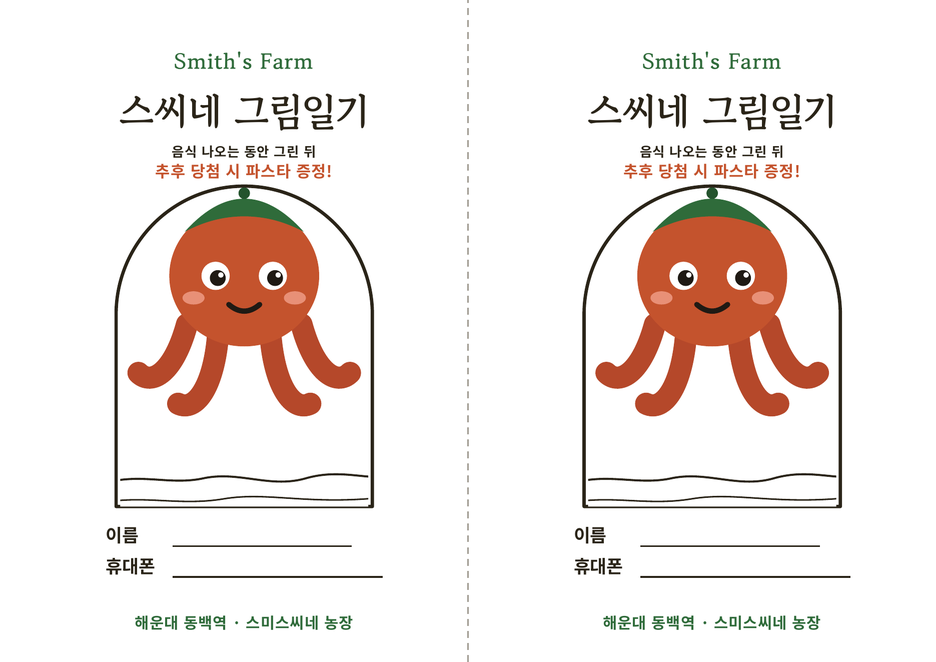 Smith's Farm
스씨네 그림일기
음식 나오는 동안 그린 뒤
추후 당첨 시 파스타 증정!
이름
휴대폰
해운대 동백역 · 스미스씨네 농장
Smith's Farm
스씨네 그림일기
음식 나오는 동안 그린 뒤
추후 당첨 시 파스타 증정!
이름
휴대폰
해운대 동백역 · 스미스씨네 농장